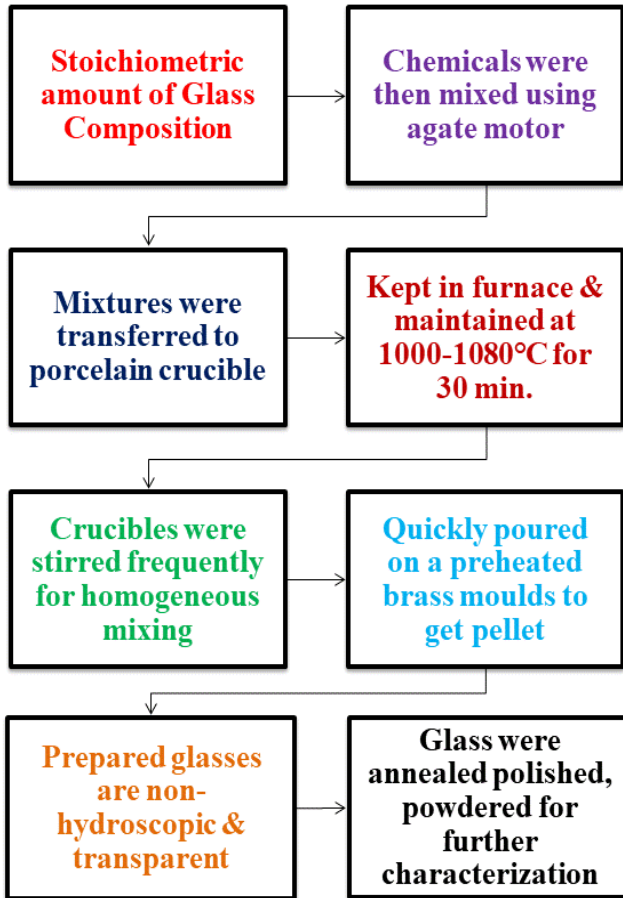 Stoichiometric
amount of Glass
Composition
Chemicals were
then mixed using
agate motor
Mixtures were
transferred to
porcelain crucible
Kept in furnace &
maintained at
1000-1080°C for
30 min.
Crucibles were
stirred frequently
for homogeneous
mixing
Quickly poured
on a preheated
brass moulds to
get pellet
Prepared glasses
are non-
hydroscopic &
transparent
Glass were
annealed polished,
powdered for
further
characterization